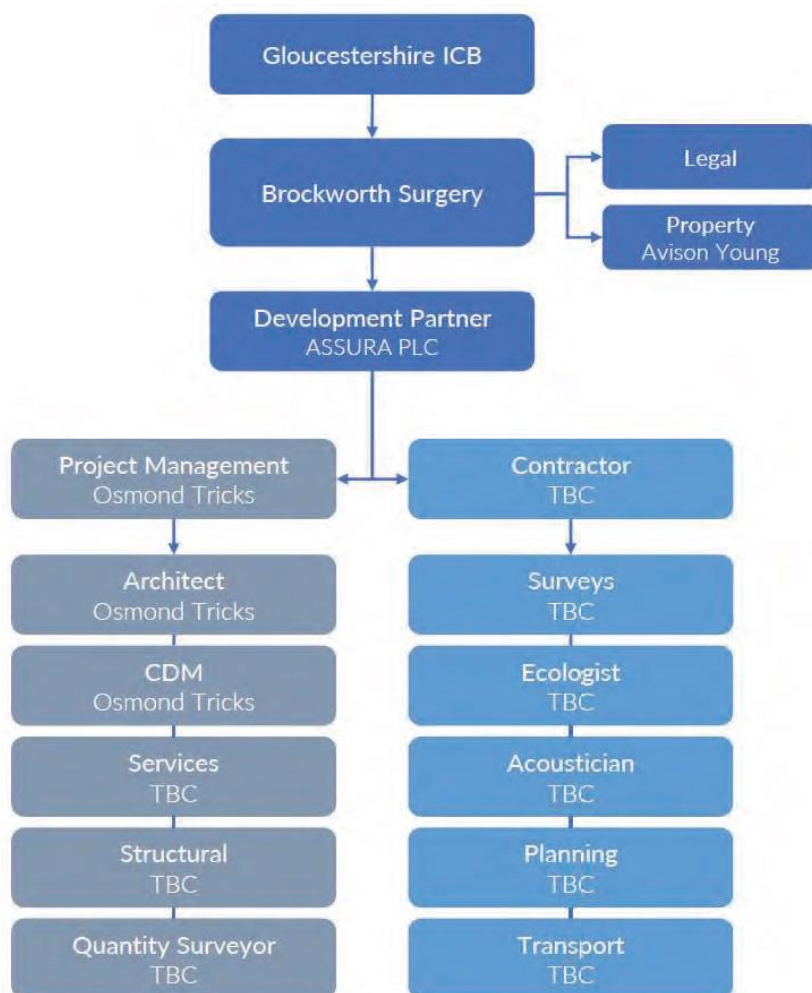 Gloucestershire ICB
Brockworth Surgery
Legal
Property
Avison Young
Development Partner
ASSURA PLC
Project Management
Osmond Tricks
Contractor
TBC
Architect
Osmond Tricks
Surveys
TBC
CDM
Osmond Tricks
Ecologist
TBC
Services
TBC
Acoustician
TBC
Structural
TBC
Planning
TBC
Quantity Surveyor
TBC
Transport
TBC